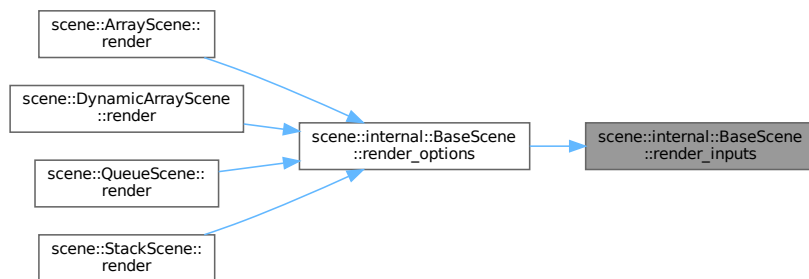 scene::ArrayScene::
render
scene::DynamicArrayScene
::render
scene::QueueScene::
render
scene::StackScene::
render
scene::internal::BaseScene
::render_options
scene::internal::BaseScene
::render_inputs